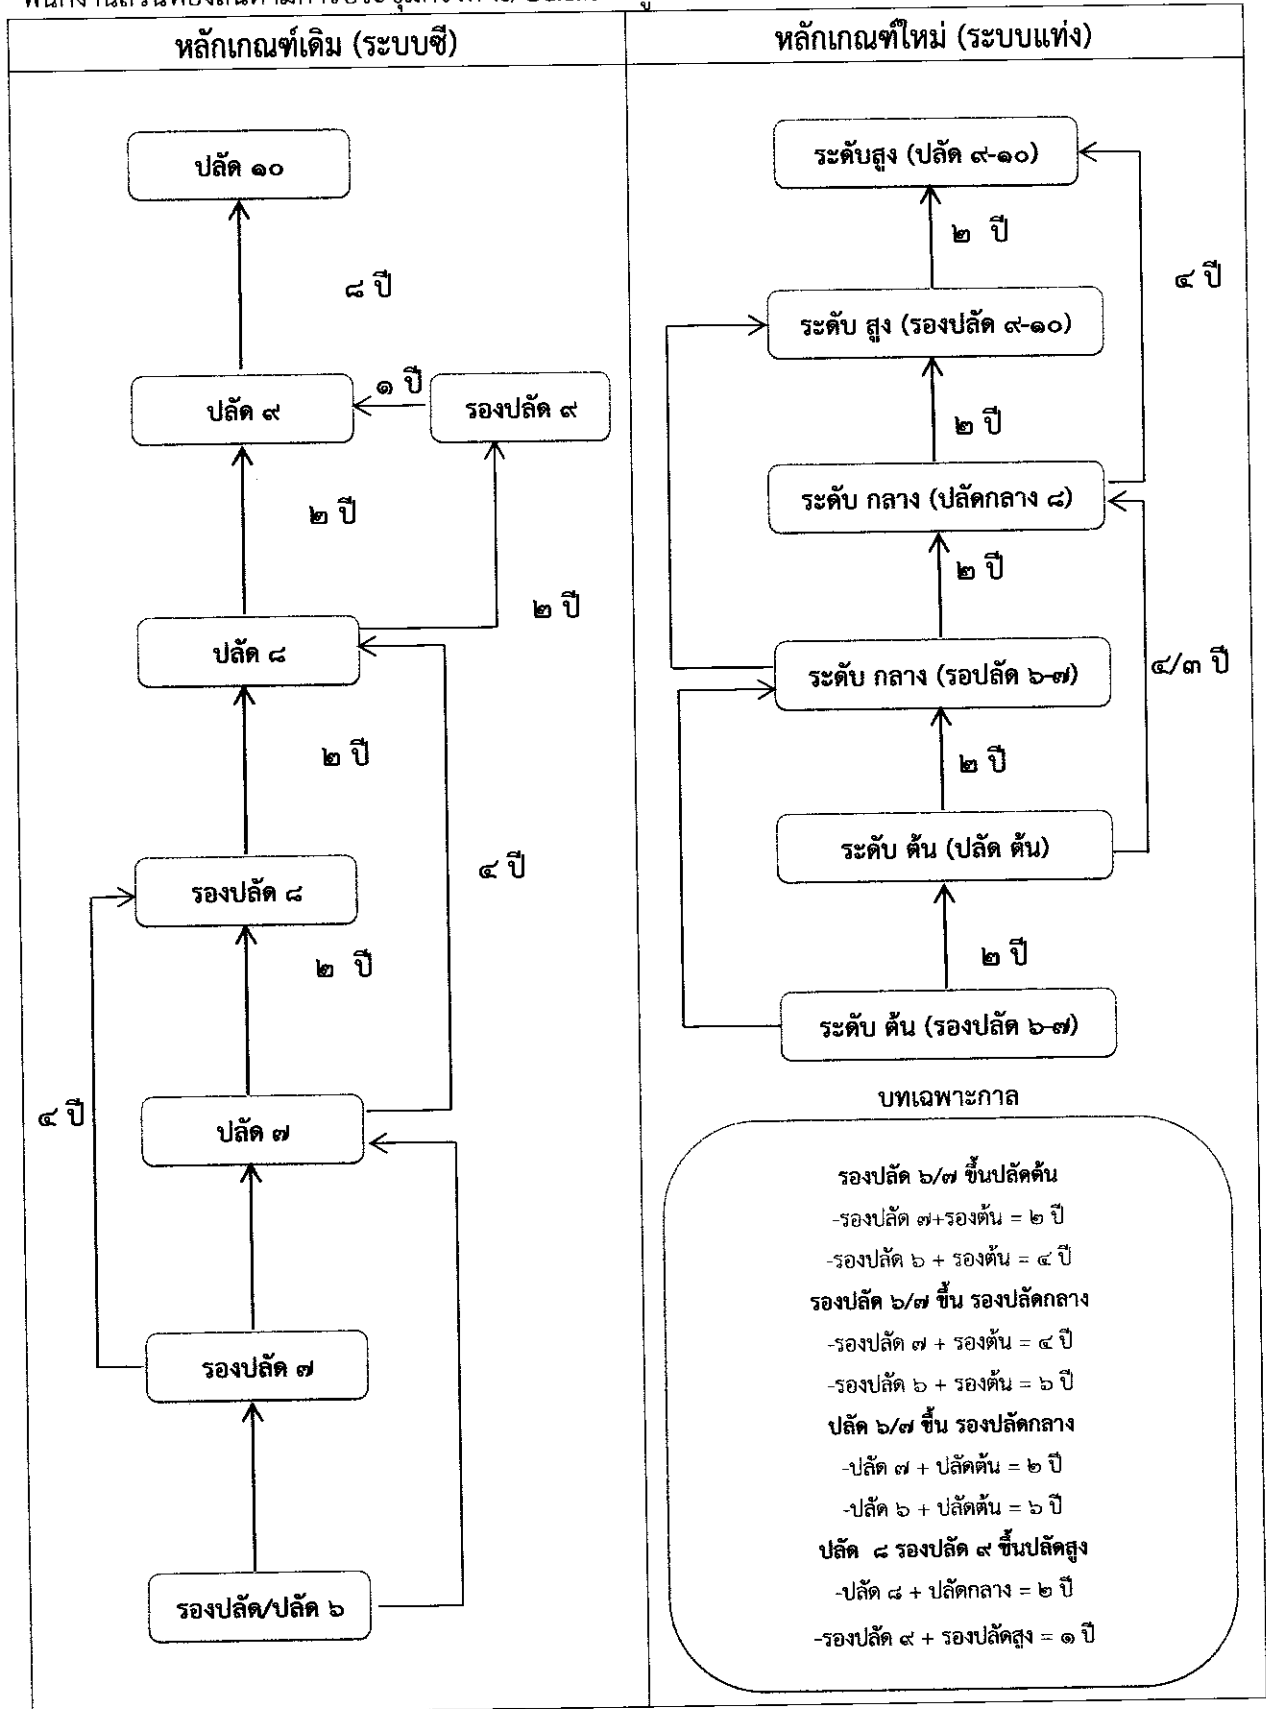 หลักเกณฑ์เดิม (ระบบซี)
ปลัด ๑๐
๘ ปี
ปลัด ๙
๑ ปี
รองปลัด ๙
๒ ปี
๒ ปี
ปลัด ๘
๒ ปี
๔ ปี
รองปลัด ๘
๒ ปี
๔ ปี
ปลัด ๗
รองปลัด ๗
รองปลัด/ปลัด ๖
หลักเกณฑ์ใหม่ (ระบบแท่ง)
ระดับสูง (ปลัด ๙-๑๐)
๒ ปี
๔ ปี
ระดับ สูง (รองปลัด ๙-๑๐)
๒ ปี
ระดับ กลาง (ปลัดกลาง ๘)
๒ ปี
ระดับ กลาง (รอปลัด ๖-๗)
๔/๓ ปี
๒ ปี
ระดับ ต้น (ปลัด ต้น)
๒ ปี
ระดับ ต้น (รองปลัด ๖-๗)
บทเฉพาะกาล
รองปลัด ๖/๗ ขึ้นปลัดต้น
-รองปลัด ๗+รองต้น = ๒ ปี
-รองปลัด ๖ + รองต้น = ๔ ปี
รองปลัด ๖/๗ ขึ้น รองปลัดกลาง
-รองปลัด ๗ + รองต้น = ๔ ปี
-รองปลัด ๖ + รองต้น = ๖ ปี
ปลัด ๖/๗ ขึ้น รองปลัดกลาง
-ปลัด ๗ + ปลัดต้น = ๒ ปี
-ปลัด ๖ + ปลัดต้น = ๖ ปี
ปลัด ๘ รองปลัด ๙ ขึ้นปลัดสูง
-ปลัด ๘ + ปลัดกลาง = ๒ ปี
-รองปลัด ๙ + รองปลัดสูง = ๑ ปี